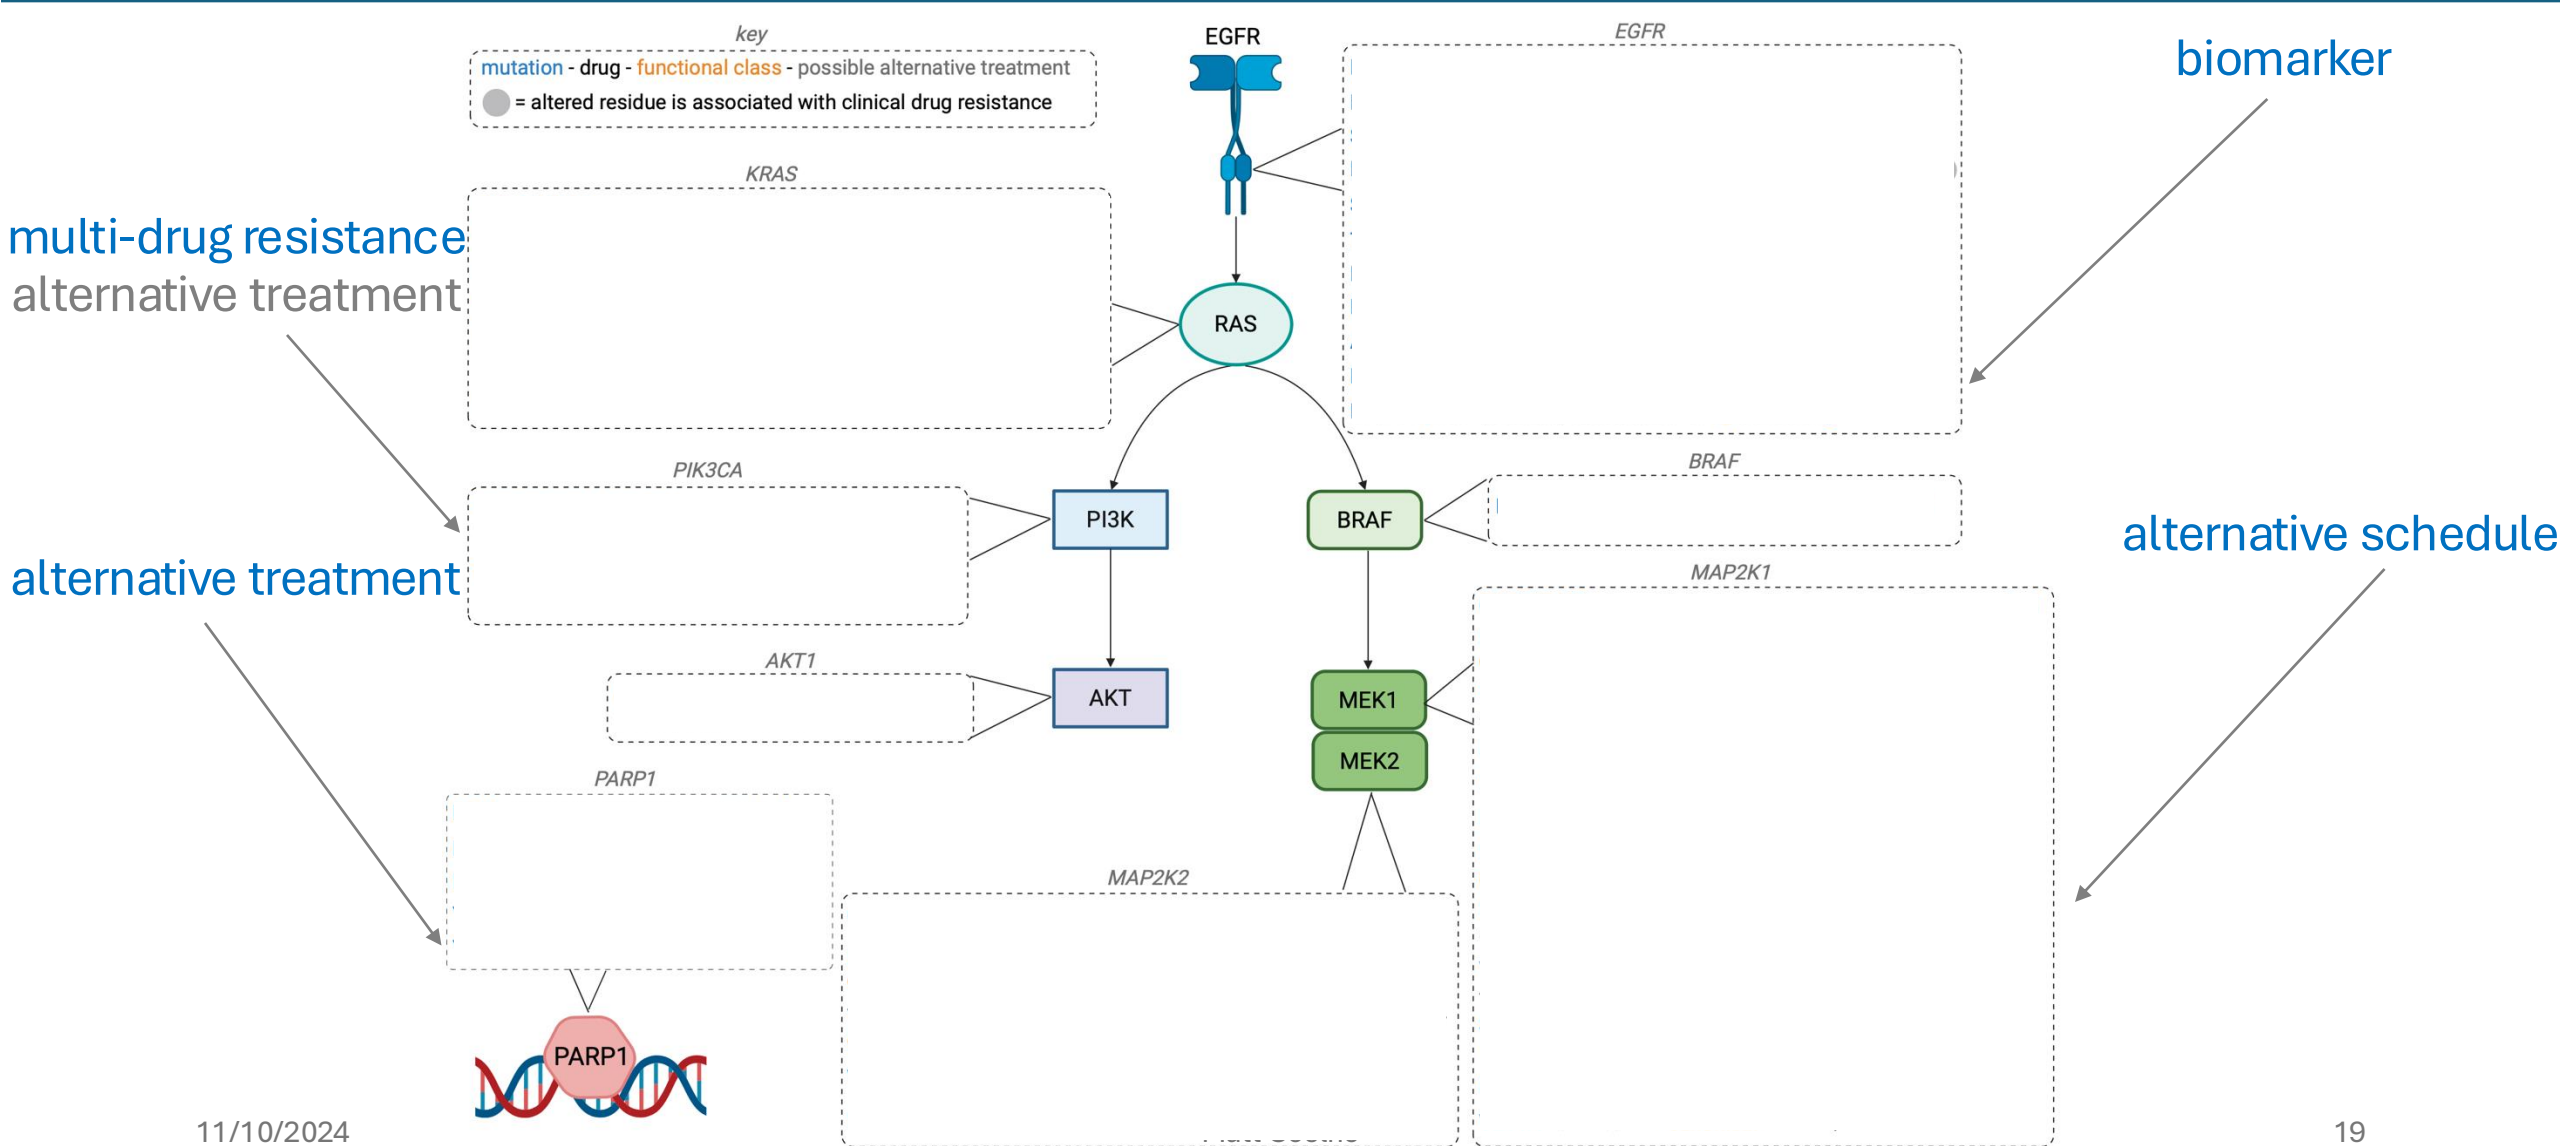 key
mutation - drug - functional class - possible alternative treatment
= altered residue is associated with clinical drug resistance
EGFR
EGFR
biomarker
KRAS
multi-drug resistance
alternative treatment
RAS
PIK3CA
BRAF
PI3K
BRAF
alternative schedule
alternative treatment
MAP2K1
AKT1
AKT
MEK1
MEK2
PARP1
MAP2K2
PARP1
11/10/2024
19